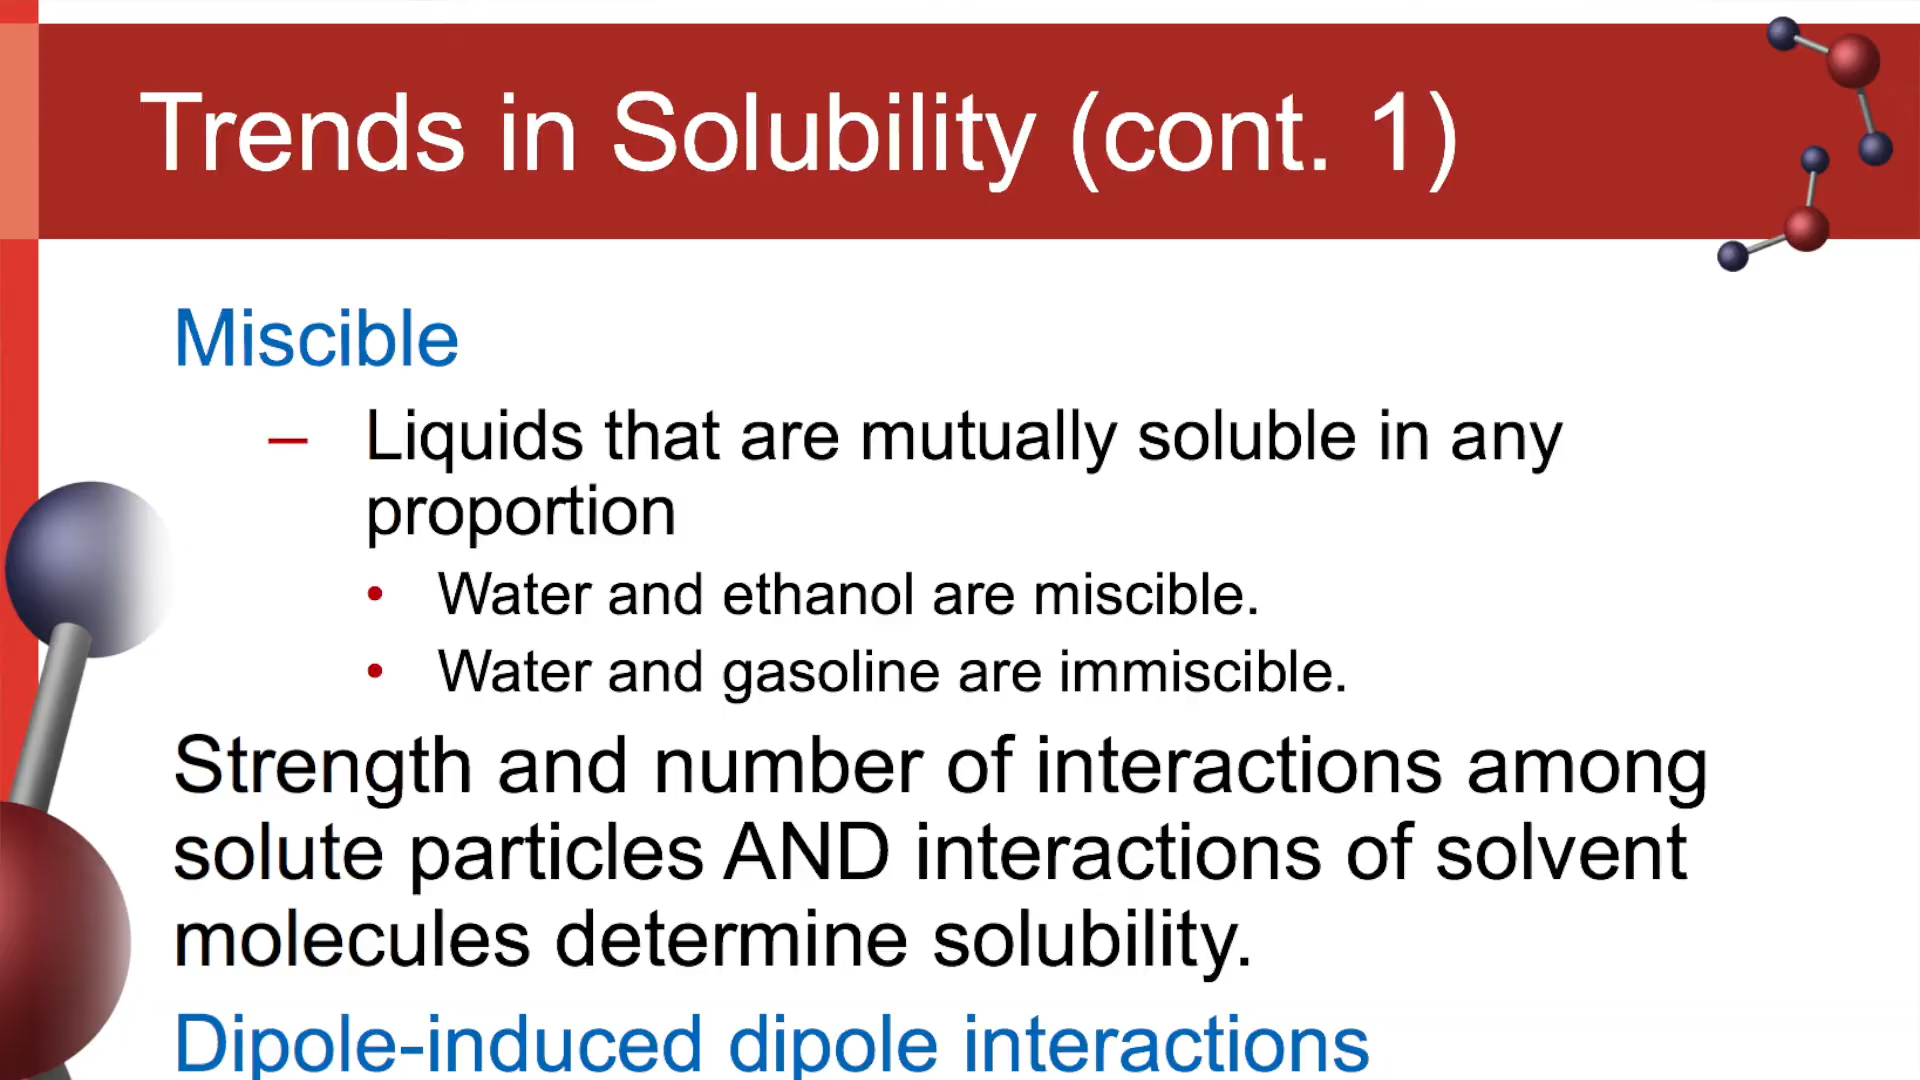 Trends in Solubility (cont. 1)
Miscible
– Liquids that are mutually soluble in any
proportion
• Water and ethanol are miscible.
• Water and gasoline are immiscible.
Strength and number of interactions among
solute particles AND interactions of solvent
molecules determine solubility.
Dipole-induced dipole interactions